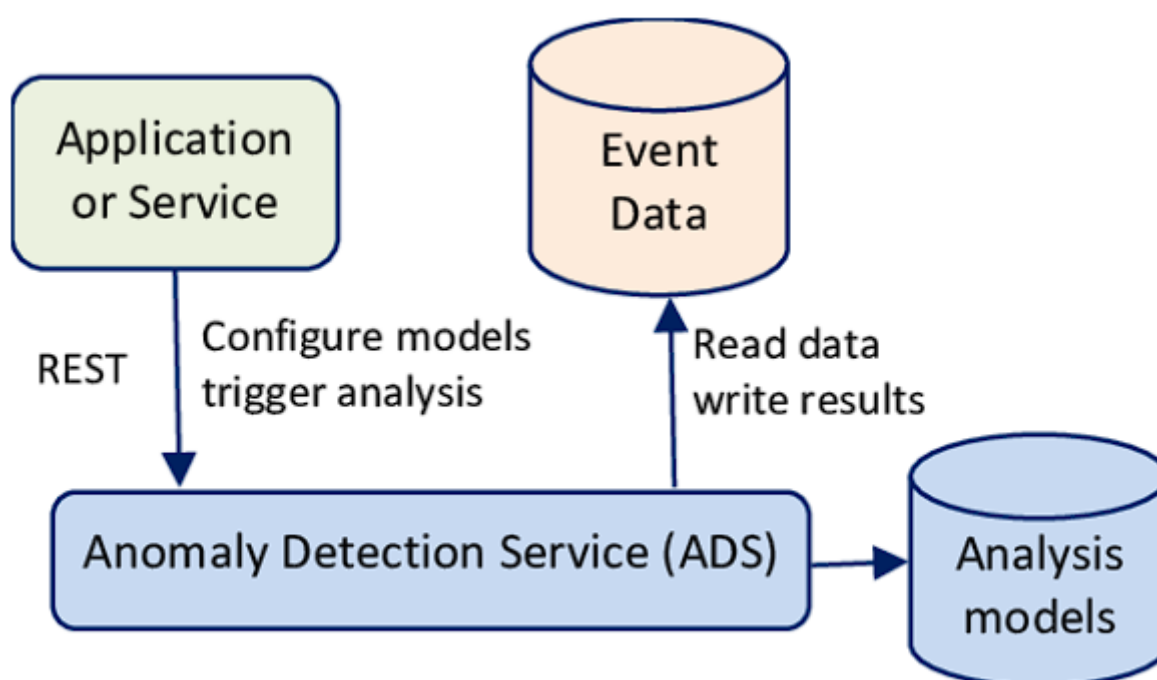 Application
or Service
Event
Data
REST
Configure models
trigger analysis
Read data
write results
Anomaly Detection Service (ADS)
Analysis
models